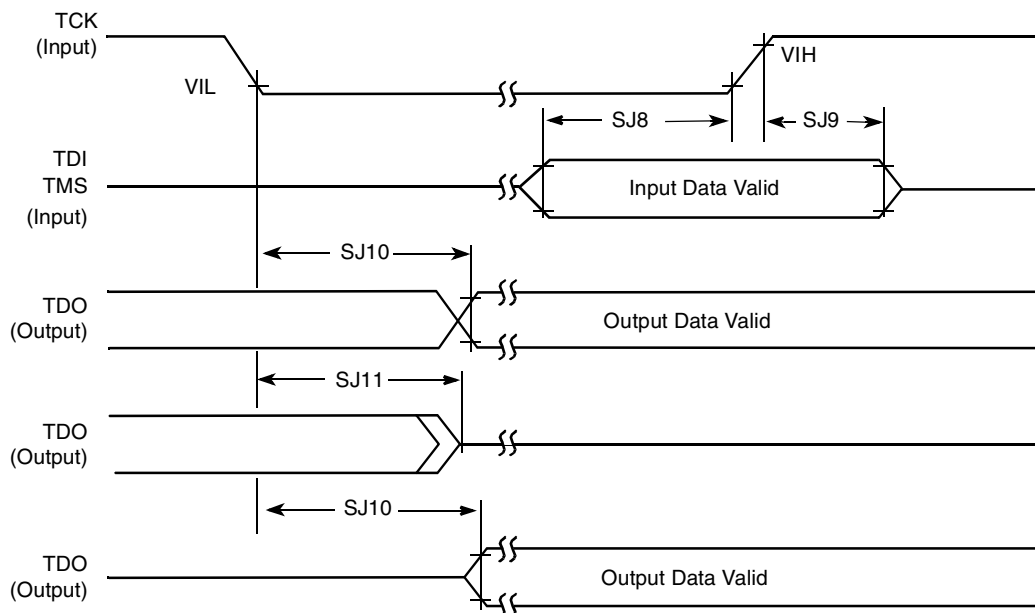 TCK
(Input)
VIL
VIH
SJ8
SJ9
TDI
TMS
(Input)
Input Data Valid
SJ10
TDO
(Output)
Output Data Valid
SJ11
TDO
(Output)
SJ10
TDO
(Output)
Output Data Valid